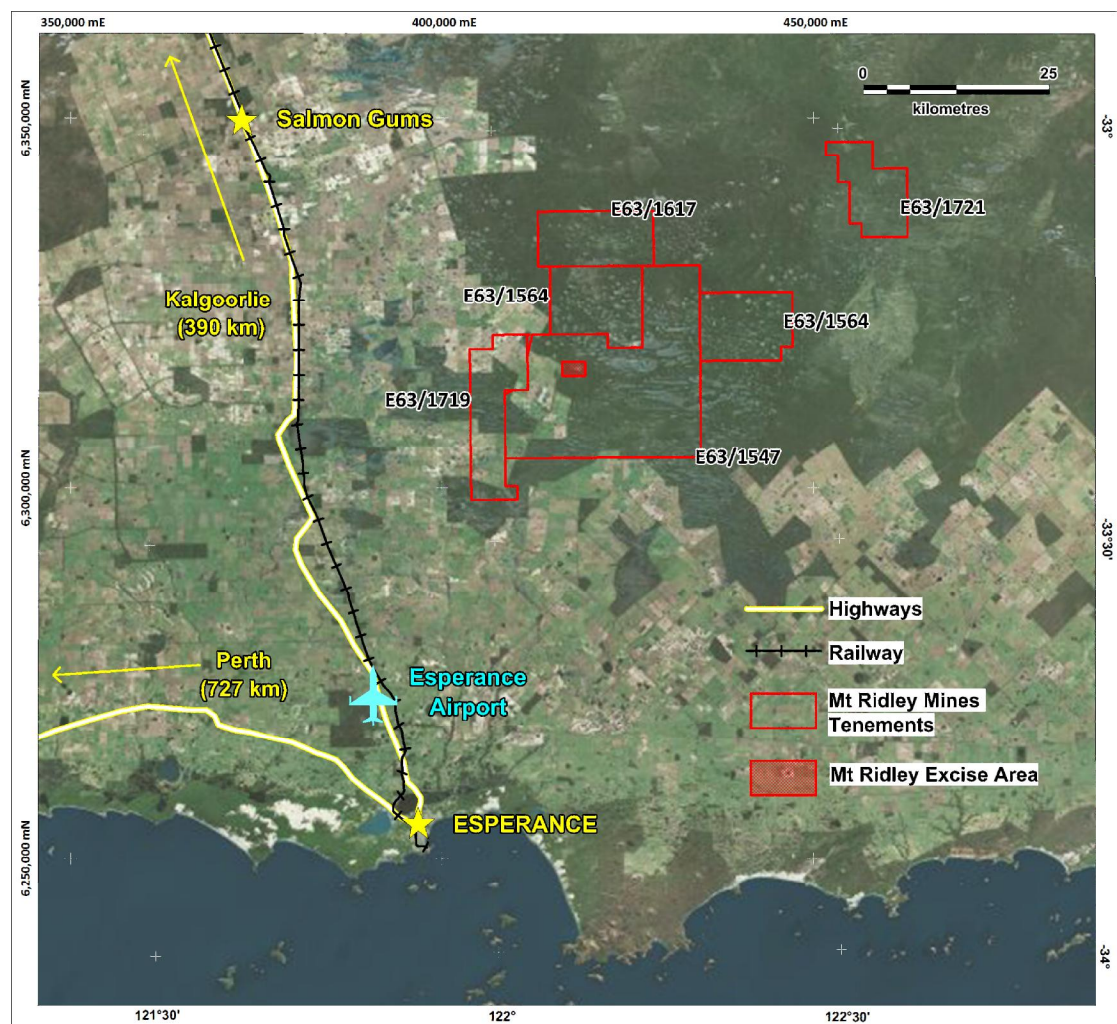 350,000 mE
400,000 mE
450,000 mE
0
25
kilometres
6,350,000 mN
-33°
Salmon Gums
E63/1617
E63/1721
Kalgoorlie
(390 km)
E63/1564
E63/1564
E63/1719
E63/1547
6,300,000 mN
-33°30
Highways
Railway
Perth
(727 km)
Esperance
Airport
Mt Ridley Mines
Tenements
Mt Ridley Excise Area
ESPERANCE
6,250,000 mN
-34°
121°30'
122°
122°30'